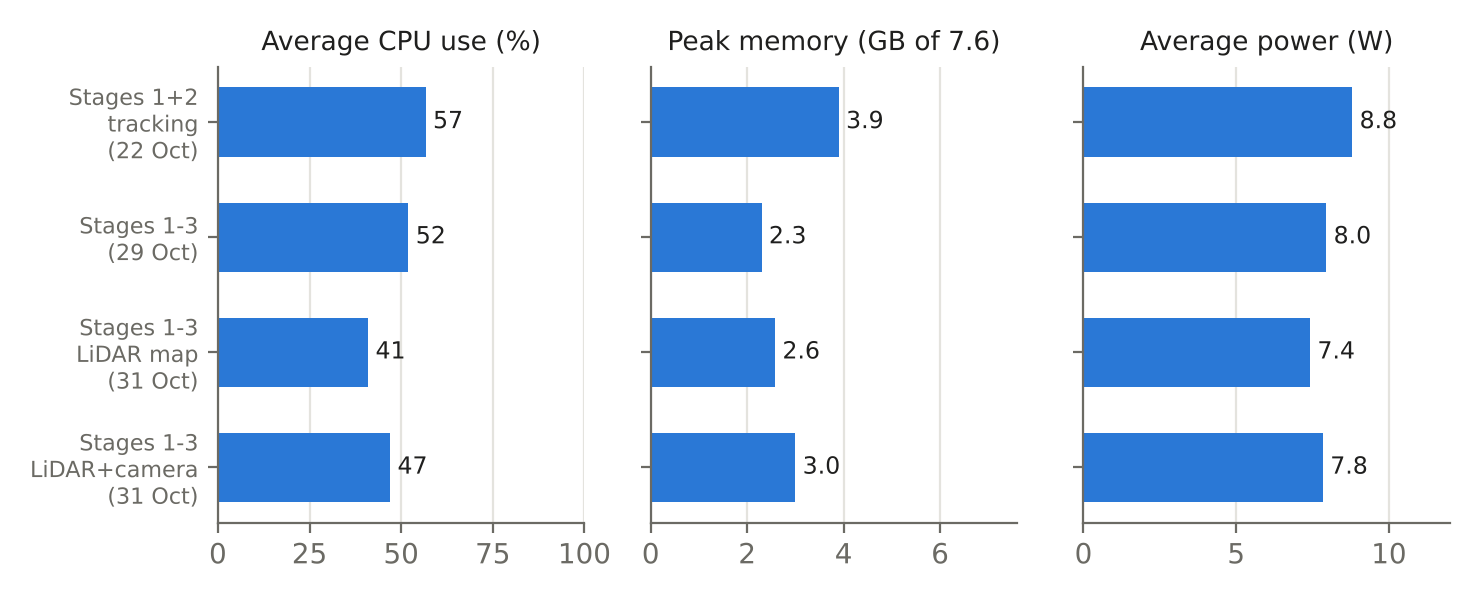 Average CPU use (%)
Peak memory (GB of 7.6)
Average power (W)
Stages 1+2
tracking
(22 Oct)
57
3.9
8.8
Stages 1-3
(29 Oct)
52
2.3
8.0
Stages 1-3
LiDAR map
(31 Oct)
41
2.6
7.4
Stages 1-3
LiDAR+camera
(31 Oct)
47
3.0
7.8
0 25 50 75 100
0 2 4 6
0 5 10